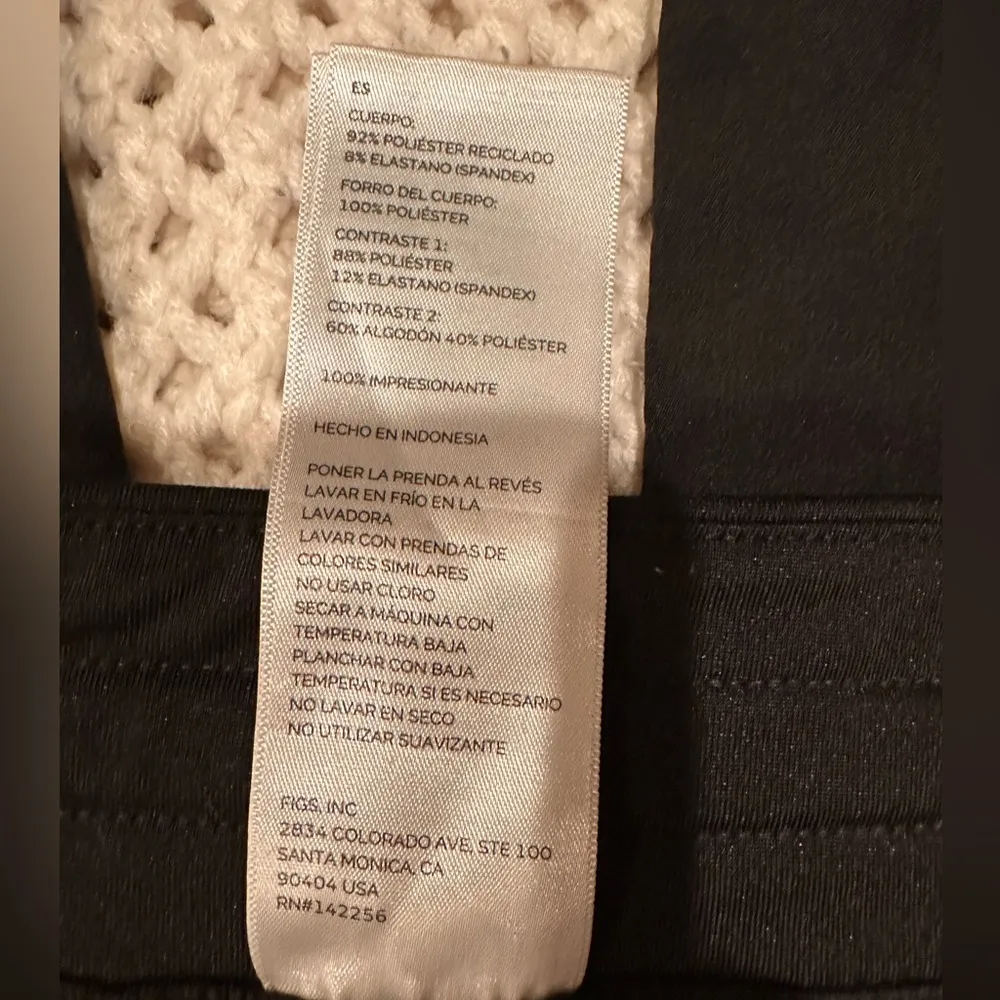 ES
CUERPO:
92% POLIÉSTER RECICLADO
8% ELASTANO (SPANDEX)
FORRO DEL CUERPO:
100% POLIÉSTER
CONTRASTE 1:
88% POLIÉSTER
12% ELASTANO (SPANDEX)
CONTRASTE 2:
60% ALGODÓN 40% POLIÉSTER
100% IMPRESIONANTE
HECHO EN INDONESIA
PONER LA PRENDA AL REVÉS
LAVAR EN FRÍO EN LA
LAVADORA
LAVAR CON PRENDAS DE
COLORES SIMILARES
NO USAR CLORO
SECAR A MÁQUINA CON
TEMPERATURA BAJA
PLANCHAR CON BAJA
TEMPERATURA SI ES NECESARIO
NO LAVAR EN SECO
NO UTILIZAR SUAVIZANTE
FIGS, INC
2834 COLORADO AVE, STE 100
SANTA MONICA, CA
90404 USA
RN#142256